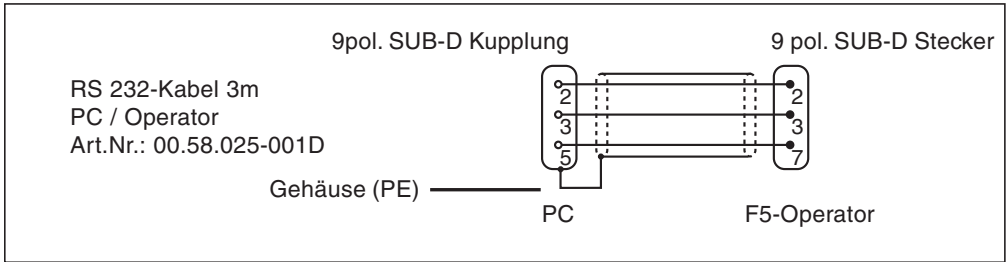 9pol. SUB-D Kupplung
9 pol. SUB-D Stecker
RS 232-Kabel 3m
PC / Operator
Art.Nr.: 00.58.025-001D
2
3
5
2
3
7
Gehäuse (PE)
PC
F5-Operator